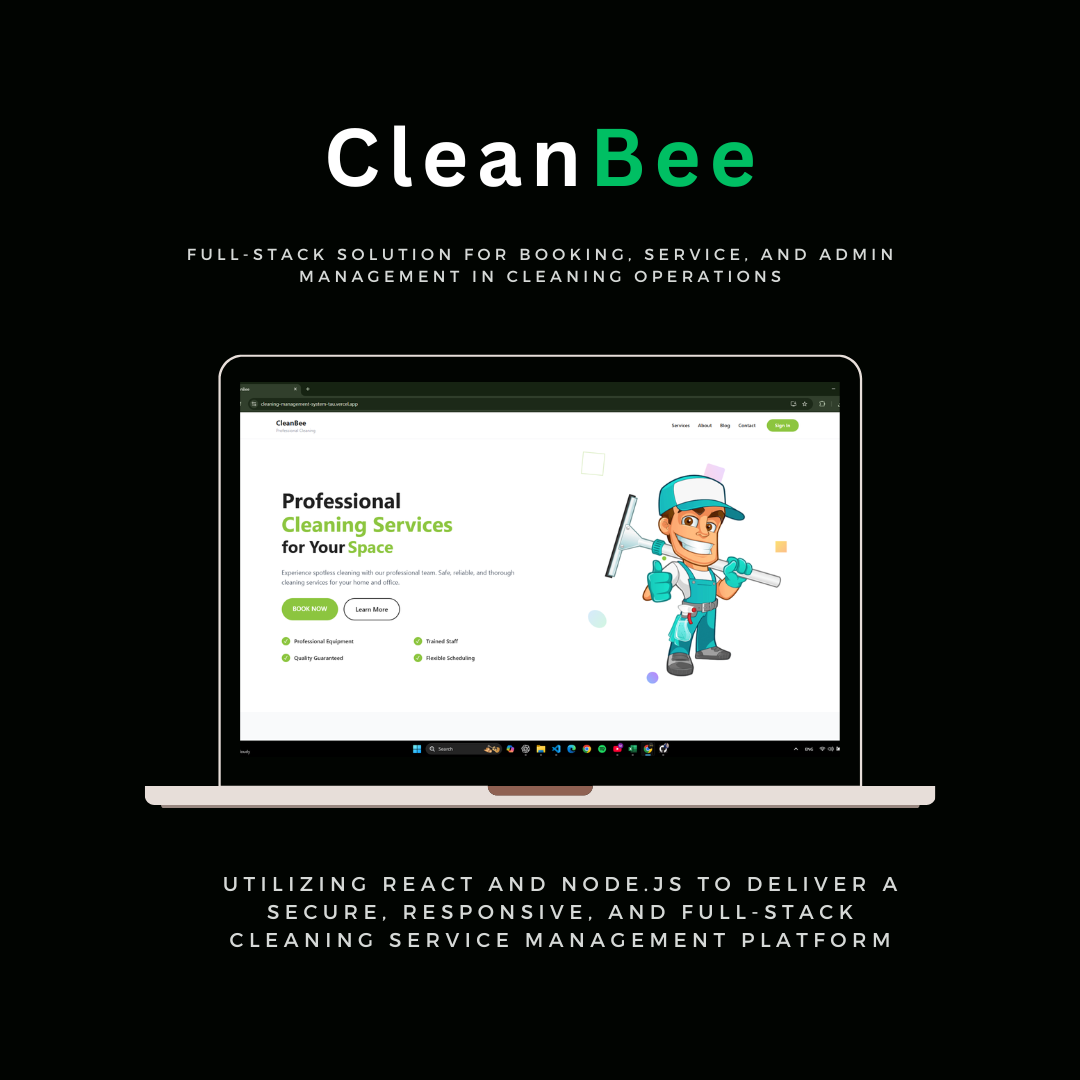 CleanBee
FULL-STACK SOLUTION FOR BOOKING, SERVICE, AND ADMIN
MANAGEMENT IN CLEANING OPERATIONS
cleaning-management-system-tau.vercel.app
CleanBee
Professional Cleaning
Services About Blog Contact Sign In
Professional
Cleaning Services
for Your Space
Experience spotless cleaning with our professional team. Safe, reliable, and thorough
cleaning services for your home and office.
BOOK NOW Learn More
Professional Equipment Trained Staff
Quality Guaranteed Flexible Scheduling
Search ENG
UTILIZING REACT AND NODE.JS TO DELIVER A
SECURE, RESPONSIVE, AND FULL-STACK
CLEANING SERVICE MANAGEMENT PLATFORM